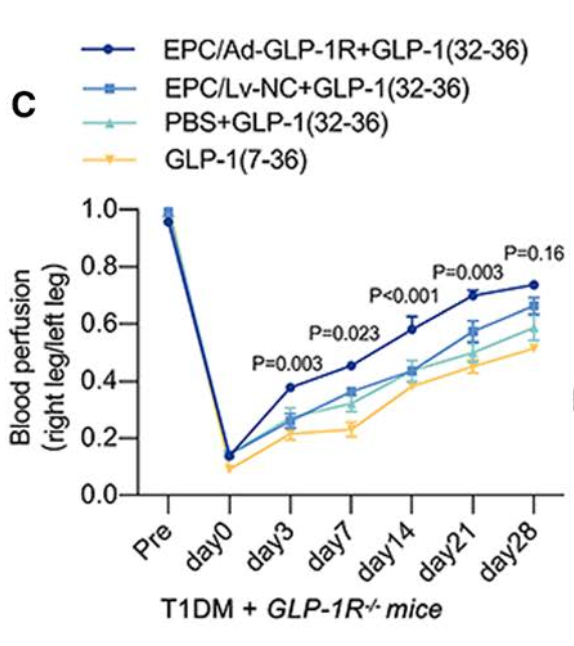 C
EPC/Ad-GLP-1R+GLP-1(32-36)
EPC/Lv-NC+GLP-1(32-36)
PBS+GLP-1(32-36)
GLP-1(7-36)
Blood perfusion
(right leg/left leg)
1.0
0.8
0.6
0.4
0.2
0.0
P=0.003
P=0.023
P<0.001
P=0.003
P=0.16
Pre
day0
day3
day7
day14
day21
day28
T1DM + GLP-1R-/- mice